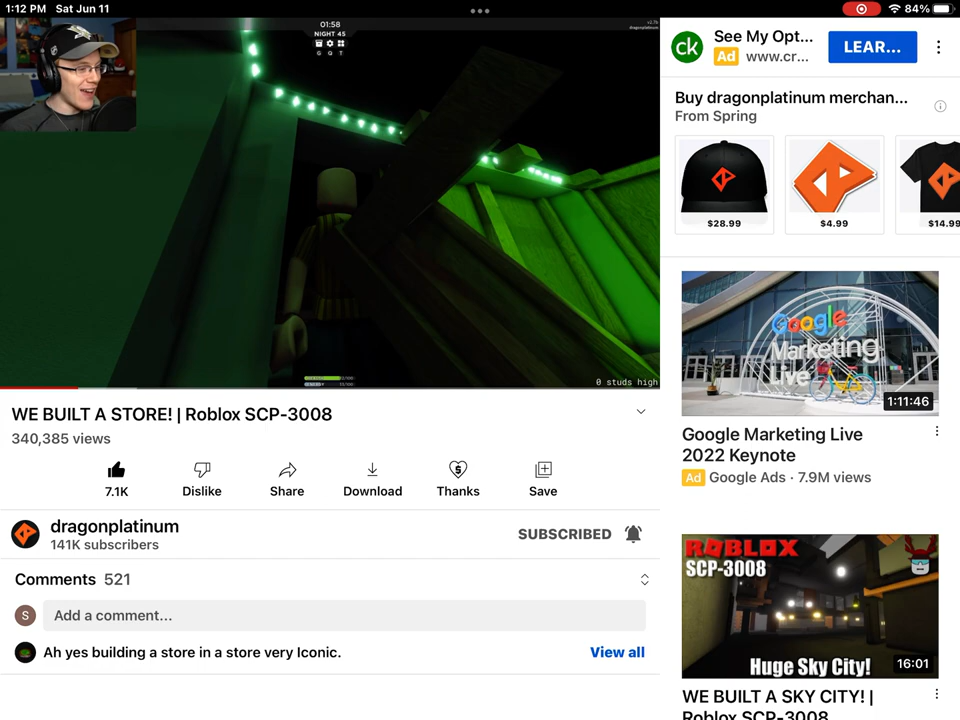 1:12 PM Sat Jun 11
84%
01:58
NIGHT 45
G G T
dragonplatinum
0 studs high
WE BUILT A STORE! | Roblox SCP-3008
340,385 views
7.1K
Dislike
Share
Download
Thanks
Save
dragonplatinum
141K subscribers
SUBSCRIBED
Comments 521
S
Add a comment...
Ah yes building a store in a store very Iconic.
View all
ck
See My Opt...
Ad www.cr...
LEAR...
Buy dragonplatinum merchan...
From Spring
$28.99
$4.99
$14.99
Google
Marketing
Live
1:11:46
Google Marketing Live
2022 Keynote
Ad Google Ads · 7.9M views
ROBLOX
SCP-3008
Huge Sky City!
16:01
WE BUILT A SKY CITY! |
Roblox SCP-3008